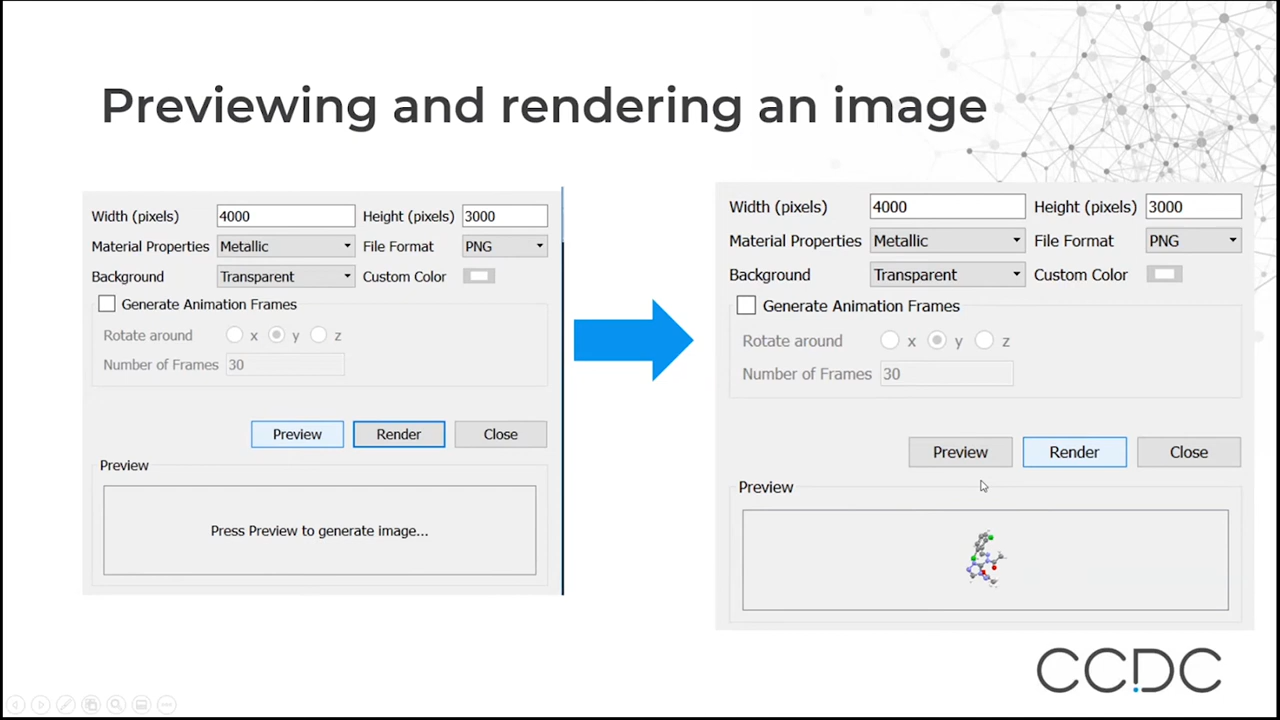 Previewing and rendering an image
Width (pixels) 4000 Height (pixels) 3000
Material Properties Metallic File Format PNG
Background Transparent Custom Color
Generate Animation Frames
Rotate around x y z
Number of Frames 30
Preview Render Close
Preview
Press Preview to generate image...
Width (pixels) 4000 Height (pixels) 3000
Material Properties Metallic File Format PNG
Background Transparent Custom Color
Generate Animation Frames
Rotate around x y z
Number of Frames 30
Preview Render Close
Preview
CCDC